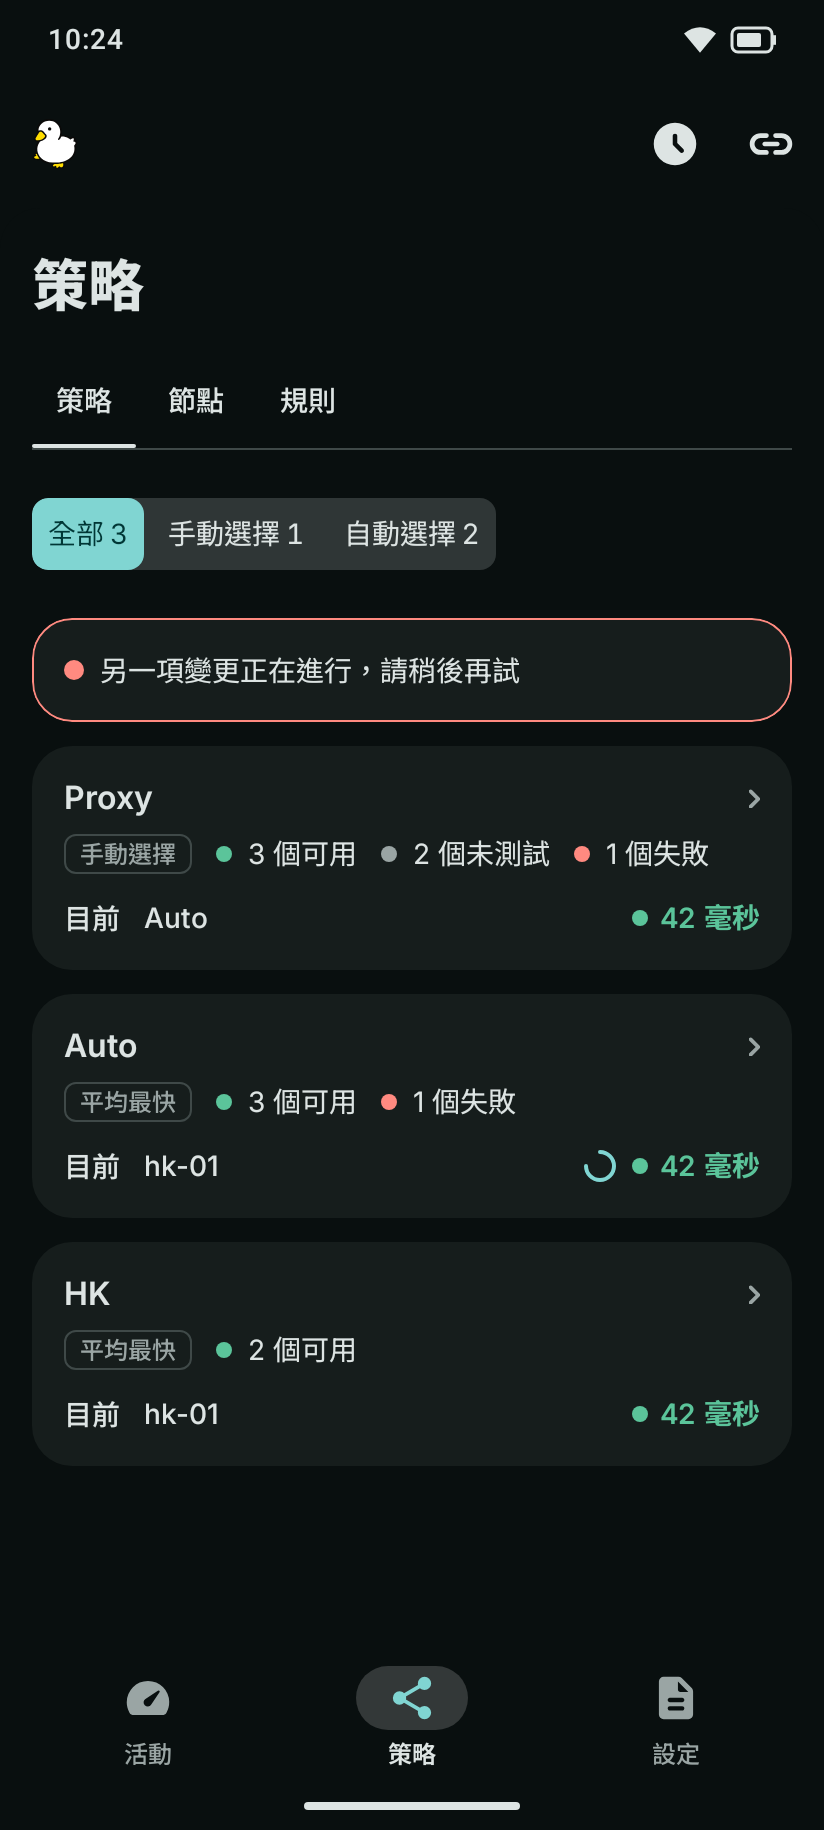 10:24
策略
策略 節點 規則
全部 3 手動選擇 1 自動選擇 2
另一項變更正在進行，請稍後再試
Proxy
手動選擇 3 個可用 2 個未測試 1 個失敗
目前 Auto 42 毫秒
Auto
平均最快 3 個可用 1 個失敗
目前 hk-01 42 毫秒
HK
平均最快 2 個可用
目前 hk-01 42 毫秒
活動 策略 設定